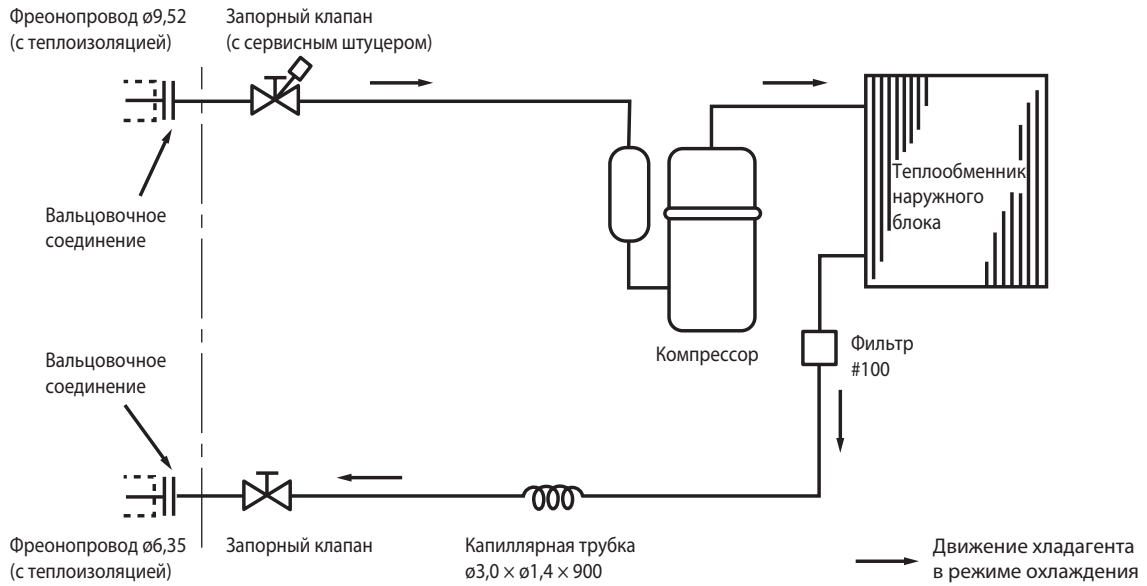 Фреонопровод ø9,52
(с теплоизоляцией)
Запорный клапан
(с сервисным штуцером)
Вальцовочное
соединение
Теплообменник
наружного
блока
Компрессор
Фильтр
#100
Вальцовочное
соединение
Фреонопровод ø6,35
(с теплоизоляцией)
Запорный клапан
Капиллярная трубка
ø3,0 × ø1,4 × 900
Движение хладагента
в режиме охлаждения